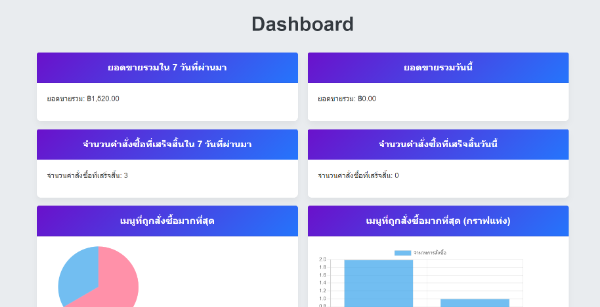 Dashboard
ยอดขายรวมใน 7 วันที่ผ่านมา
ยอดขายรวมวันนี้
ยอดขายรวม: ฿1,520.00
ยอดขายรวม: ฿0.00
จำนวนคำสั่งซื้อที่เสร็จสิ้นใน 7 วันที่ผ่านมา
จำนวนคำสั่งซื้อที่เสร็จสิ้นวันนี้
จำนวนคำสั่งซื้อที่เสร็จสิ้น: 3
จำนวนคำสั่งซื้อที่เสร็จสิ้น: 0
เมนูที่ถูกสั่งซื้อมากที่สุด
เมนูที่ถูกสั่งซื้อมากที่สุด (กราฟแท่ง)
จำนวนการสั่งซื้อ
2.0
1.8
1.6
1.4
1.2
1.0
0.8